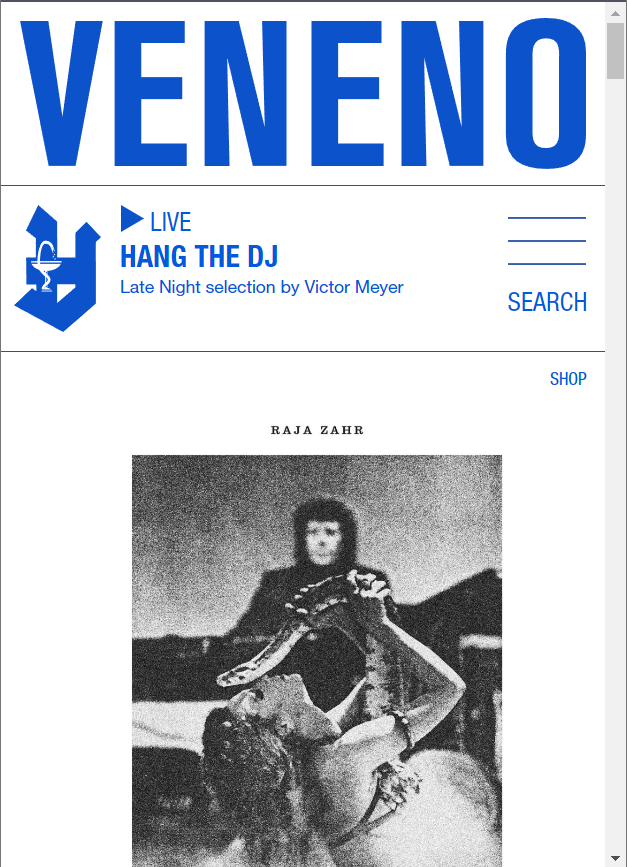 VENENO
LIVE
HANG THE DJ
Late Night selection by Victor Meyer
SEARCH
SHOP
RAJA ZAHR